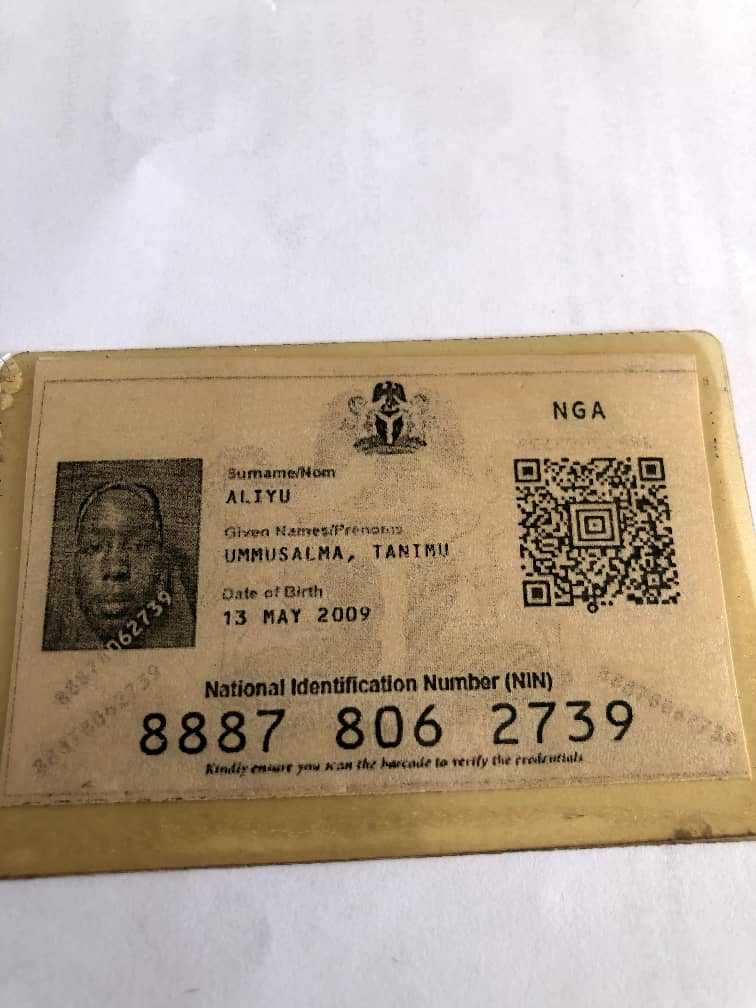 NGA
Surname/Nom
ALIYU
Given Names/Prenoms
UMMUSALMA, TANIMU
Date of Birth
13 MAY 2009
062739
National Identification Number (NIN)
8887 806 2739
Kindly ensure you scan the barcode to verify the credentials